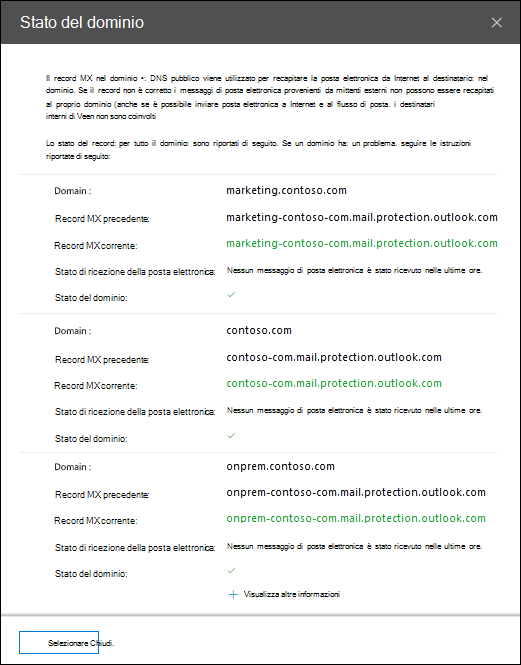 Stato del dominio
Il record MX nel dominio •: DNS pubblico viene utilizzato per recapitare la posta elettronica da Internet al destinatario: nel
dominio. Se il record non è corretto i messaggi di posta elettronica provenienti da mittenti esterni non possono essere recapitati
al proprio dominio (anche se è possibile inviare posta elettronica a Internet e al flusso di posta. i destinatari
interni di Veen non sono coinvolti
Lo stato del record: per tutto il dominio: sono riportati di seguito. Se un dominio ha: un problema. seguire le istruzioni
riportate di seguito:
Domain : marketing.contoso.com
Record MX precedente: marketing-contoso-com.mail.protection.outlook.com
Record MX corrente: marketing-contoso-com.mail.protection.outlook.com
Stato di ricezione della posta elettronica: Nessun messaggio di posta elettronica è stato ricevuto nelle ultime ore.
Stato del dominio:
Domain : contoso.com
Record MX precedente: contoso-com.mail.protection.outlook.com
Record MX corrente: contoso-com.mail.protection.outlook.com
Stato di ricezione della posta elettronica: Nessun messaggio di posta elettronica è stato ricevuto nelle ultime ore.
Stato del dominio:
Domain : onprem.contoso.com
Record MX precedente: onprem-contoso-com.mail.protection.outlook.com
Record MX corrente: onprem-contoso-com.mail.protection.outlook.com
Stato di ricezione della posta elettronica: Nessun messaggio di posta elettronica è stato ricevuto nelle ultime ore.
Stato del dominio:
Visualizza altre informazioni
Selezionare Chiudi.